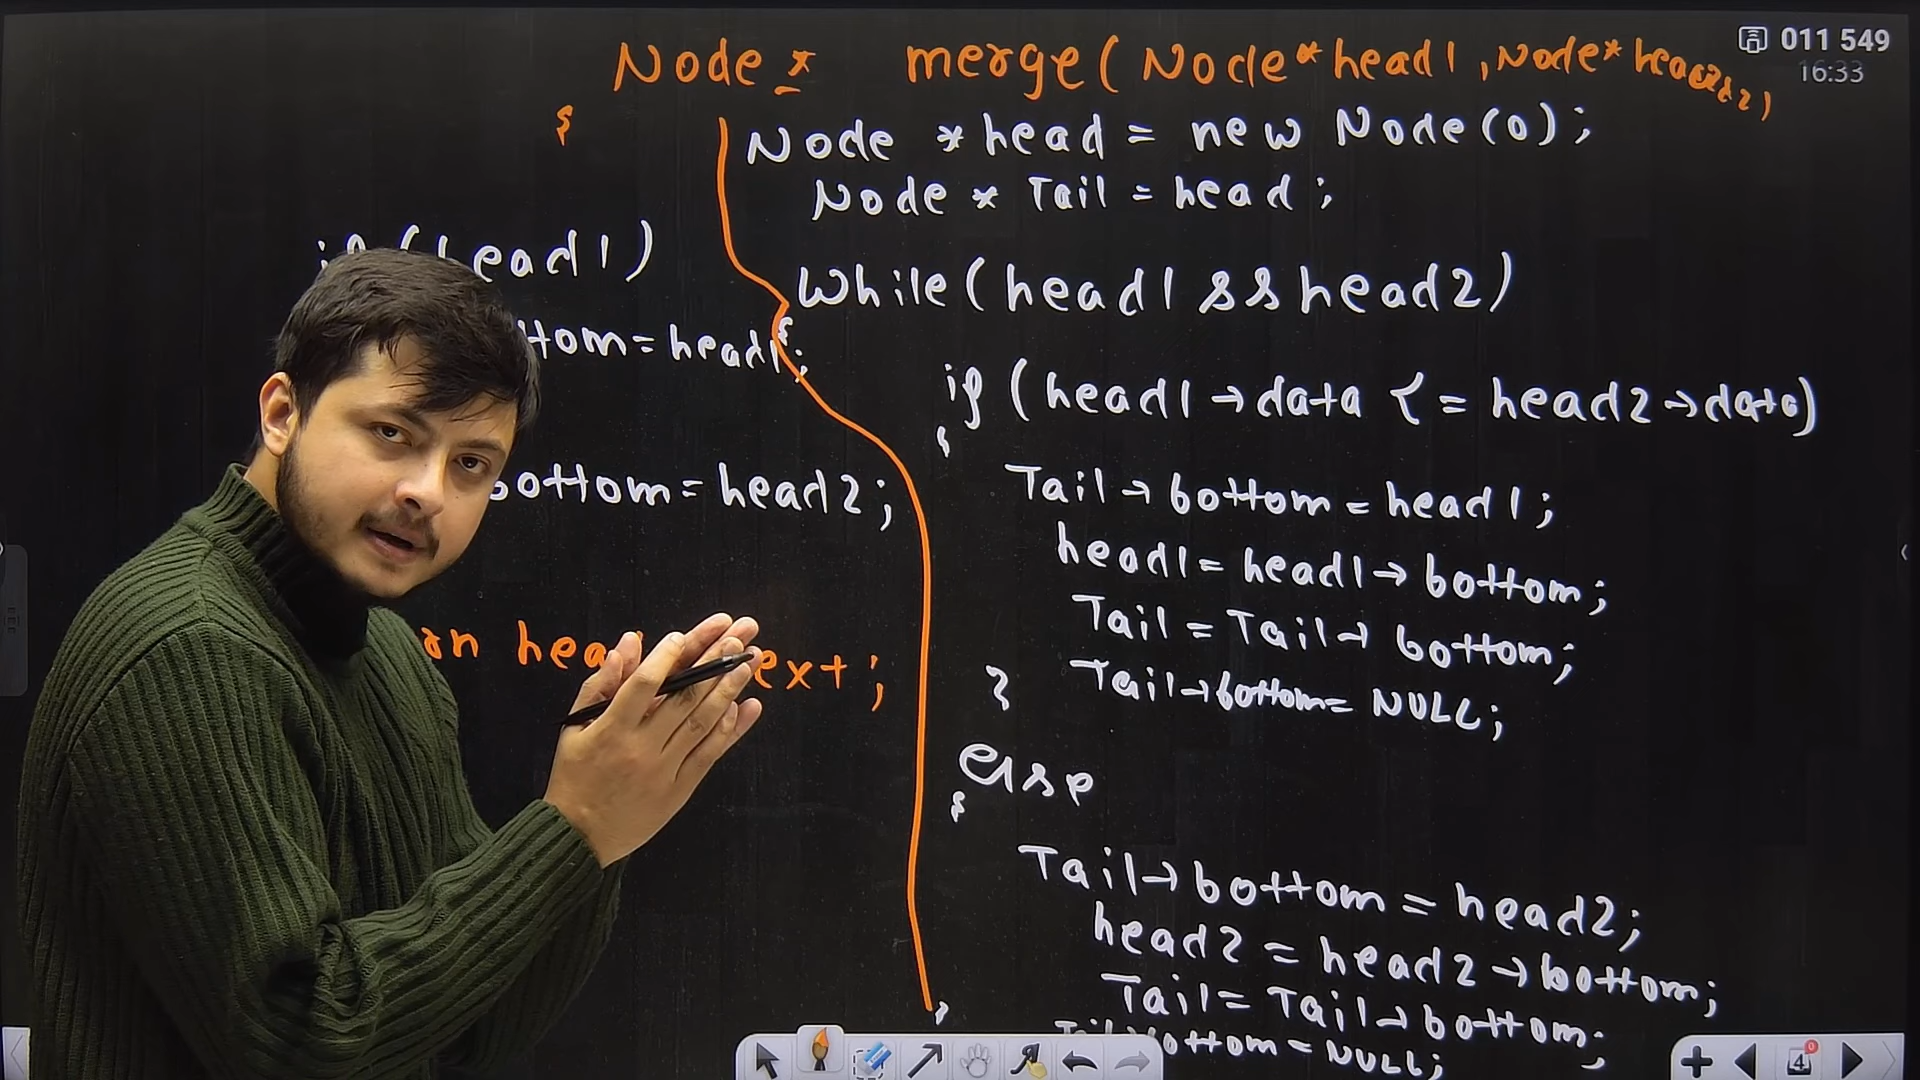 011 549
16:33
Node * merge( Node*head1 , Node*head2)
{
Node *head = new Node(0);
Node * Tail = head ;
While( head1 && head2)
{
if (head1→data <= head2→data)
{
Tail→bottom = head1;
head1= head1→ bottom;
Tail = Tail→ bottom;
Tail→bottom= NULL;
}
else
{
Tail→bottom = head2;
head2 = head2→bottom;
Tail= Tail→bottom;
bottom = NULL;
if (head1)
= head1;
bottom = head2;
;
4